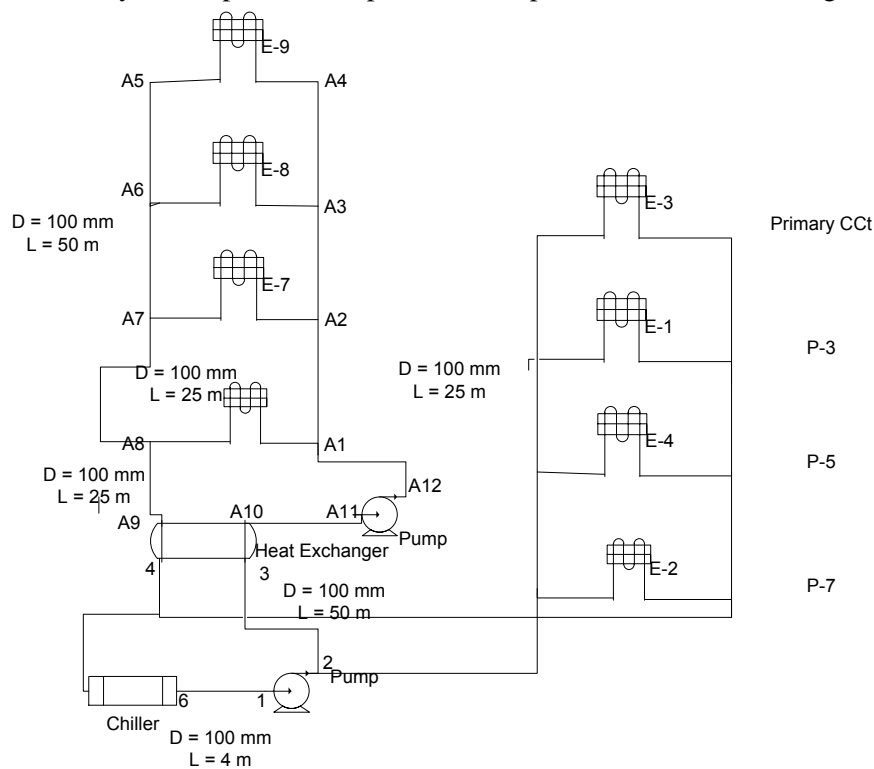 E-9
A5
A4
E-8
A6
A3
E-3
D = 100 mm
L = 50 m
Primary CCt
E-7
A7
A2
E-1
P-3
D = 100 mm
L = 25 m
D = 100 mm
L = 25 m
E-4
A8
A1
P-5
D = 100 mm
L = 25 m
A12
A9
A10
A11
Pump
Heat Exchanger
E-2
4
3
P-7
D = 100 mm
L = 50 m
2
Pump
6
1
Chiller
D = 100 mm
L = 4 m